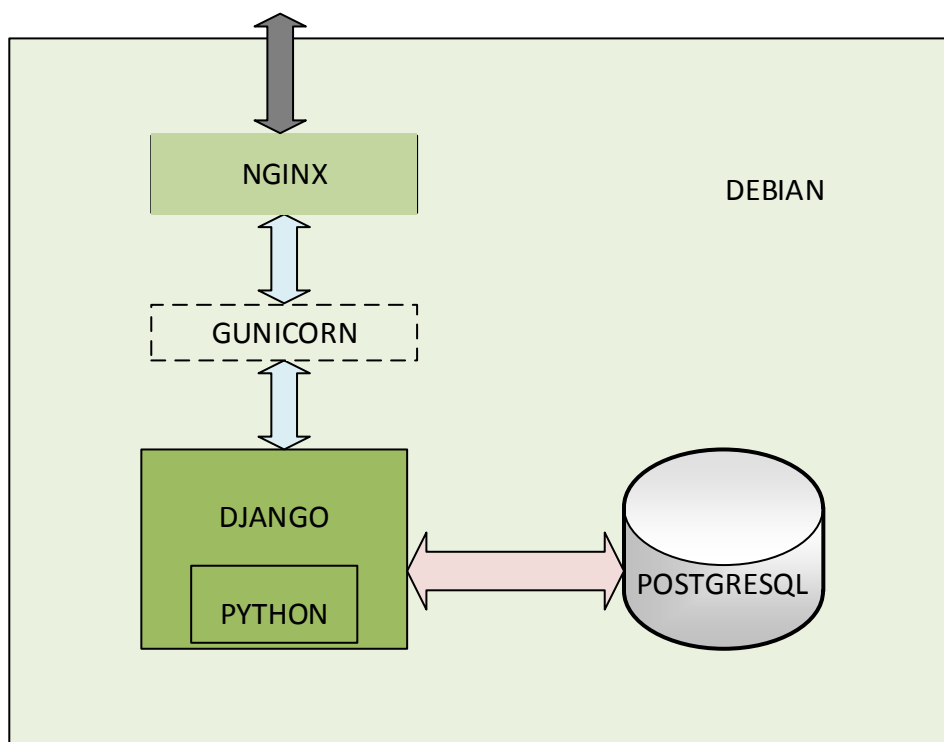 NGINX
DEBIAN
GUNICORN
DJANGO
PYTHON
POSTGRESQL